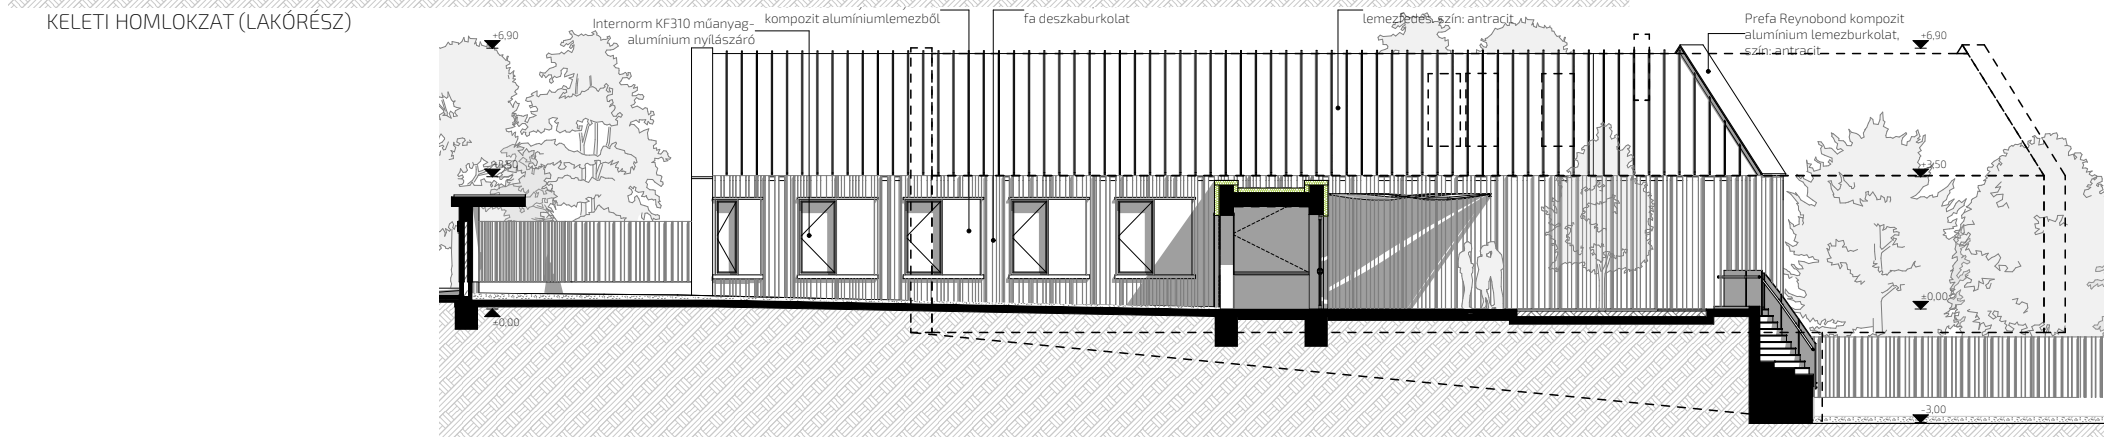 KELETI HOMLOKZAT (LAKÓRÉSZ)
Internorm KF310 műanyag-
alumínium nyílászáró
kompozit alumíniumlemezből
fa deszkaburkolat
lemezfedés, szín: antracit
Prefa Reynobond kompozit
alumínium lemezburkolat,
szín: antracit
+6,90
+6,90
+3,50
+3,50
±0,00
±0,00
-3,00